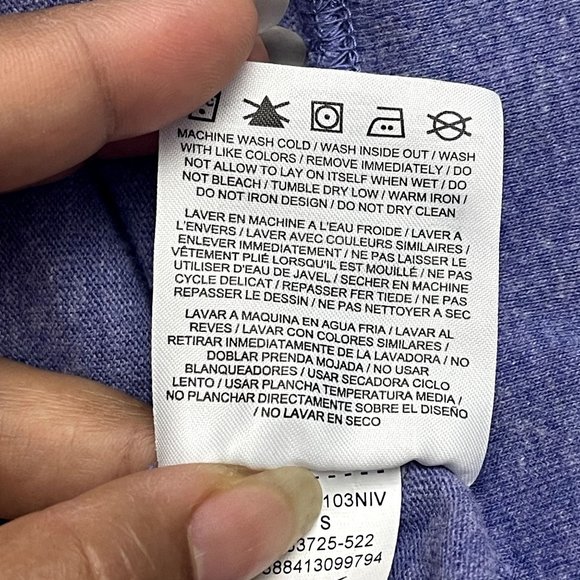 MACHINE WASH COLD / WASH INSIDE OUT / WASH
WITH LIKE COLORS / REMOVE IMMEDIATELY / DO
NOT ALLOW TO LAY ON ITSELF WHEN WET / DO
NOT BLEACH / TUMBLE DRY LOW / WARM IRON /
DO NOT IRON DESIGN / DO NOT DRY CLEAN
LAVER EN MACHINE A L'EAU FROIDE / LAVER A
L'ENVERS / LAVER AVEC COULEURS SIMILAIRES /
ENLEVER IMMEDIATEMENT / NE PAS LAISSER LE
VÊTEMENT PLIÉ LORSQU'IL EST MOUILLÉ / NE PAS
UTILISER D'EAU DE JAVEL / SECHER EN MACHINE
CYCLE DELICAT / REPASSER FER TIEDE / NE PAS
REPASSER LE DESSIN / NE PAS NETTOYER A SEC
LAVAR A MAQUINA EN AGUA FRIA / LAVAR AL
REVES / LAVAR CON COLORES SIMILARES /
RETIRAR INMEDIATAMENTE DE LA LAVADORA / NO
DOBLAR PRENDA MOJADA / NO USAR
BLANQUEADORES / USAR SECADORA CICLO
LENTO / USAR PLANCHA TEMPERATURA MEDIA /
NO PLANCHAR DIRECTAMENTE SOBRE EL DISEÑO
/ NO LAVAR EN SECO
103NIV
S
3725-522
88413099794